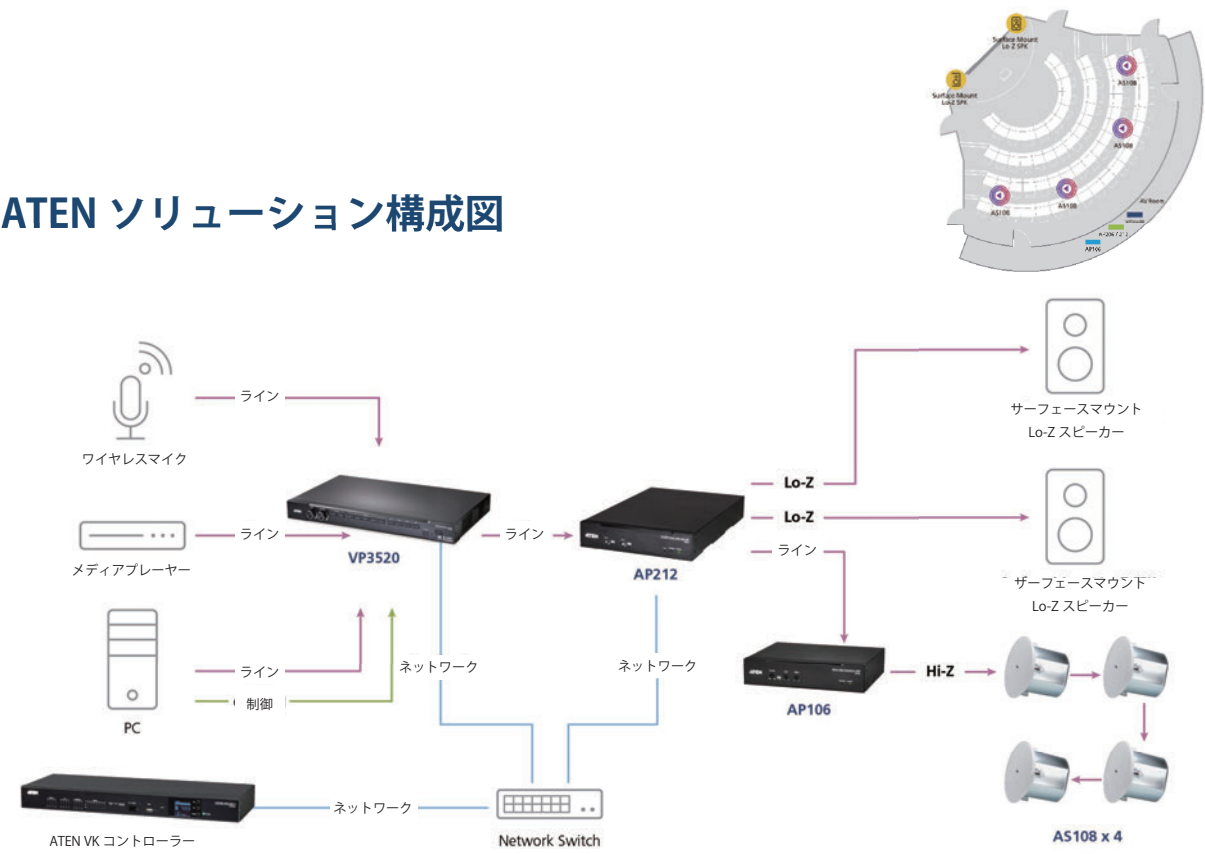 Surface Mount
Lo-Z SPK
Surface Mount
Lo-Z SPK
AS108
AS108
AS108
AS108
AV Room
AP106
ATEN ソリューション構成図
ワイヤレスマイク
ライン
メディアプレーヤー
ライン
VP3520
ライン
AP212
Lo-Z
Lo-Z
ライン
サーフェースマウント
Lo-Z スピーカー
ザーフェースマウント
Lo-Z スピーカー
PC
ライン
制御
ネットワーク
ネットワーク
AP106
Hi-Z
AS108 x 4
ATEN VK コントローラー
ネットワーク
Network Switch